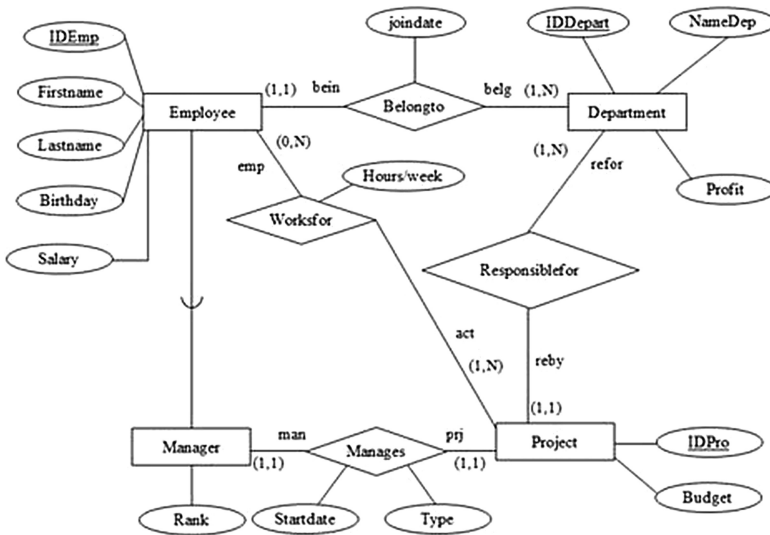 joindate
IDEmp
IDDepart
NameDep
Firstname
(1,1)
bein
belg
(1,N)
Employee
Belongto
Department
Lastname
(0,N)
(1,N)
emp
refor
Hours/week
Birthday
Profit
Worksfor
Salary
Responsiblefor
act
(1,N)
reby
(1,1)
man
prj
Manager
Manages
Project
IDPro
(1,1)
(1,1)
Budget
Rank
Startdate
Type